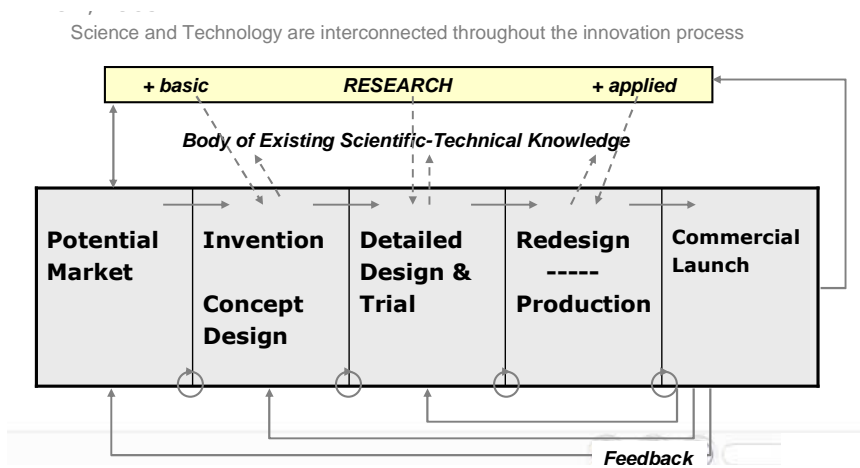 Science and Technology are interconnected throughout the innovation process
+ basic RESEARCH + applied
Body of Existing Scientific-Technical Knowledge
Potential
Market
Invention
Concept
Design
Detailed
Design &
Trial
Redesign
-----
Production
Commercial
Launch
Feedback